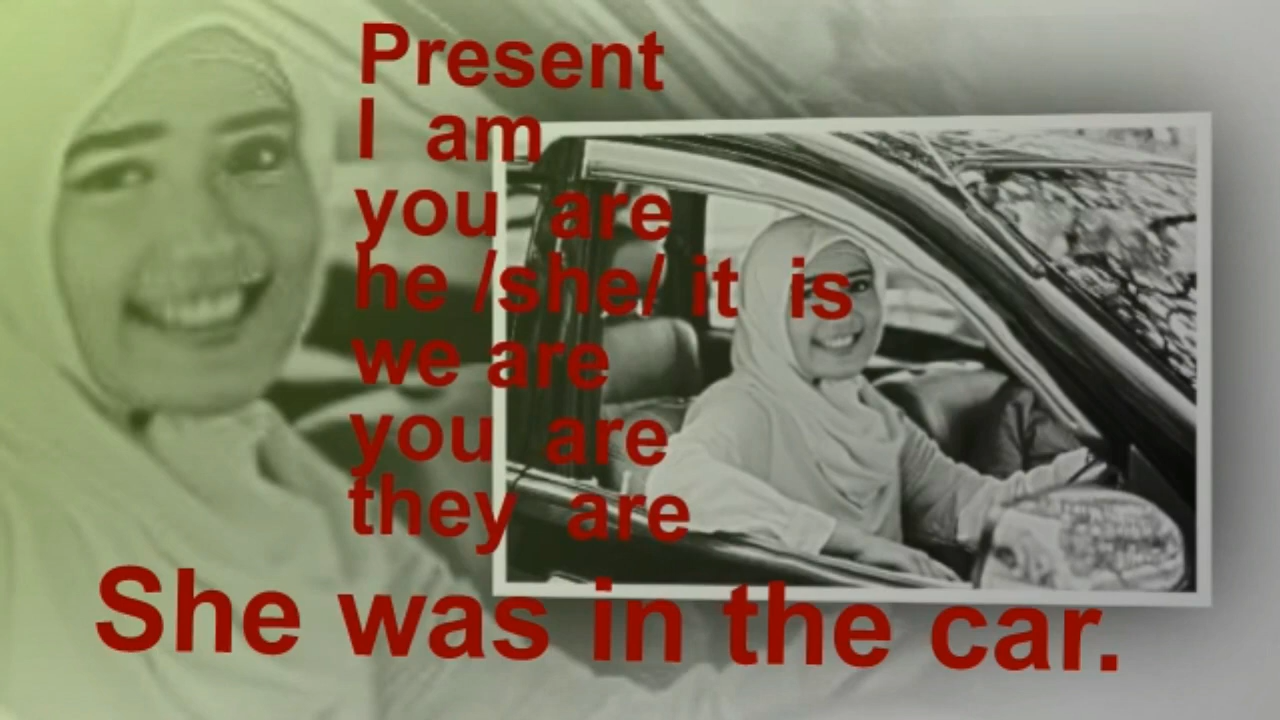 Present
I am
you are
he /she/ it is
we are
you are
they are
She was in the car.